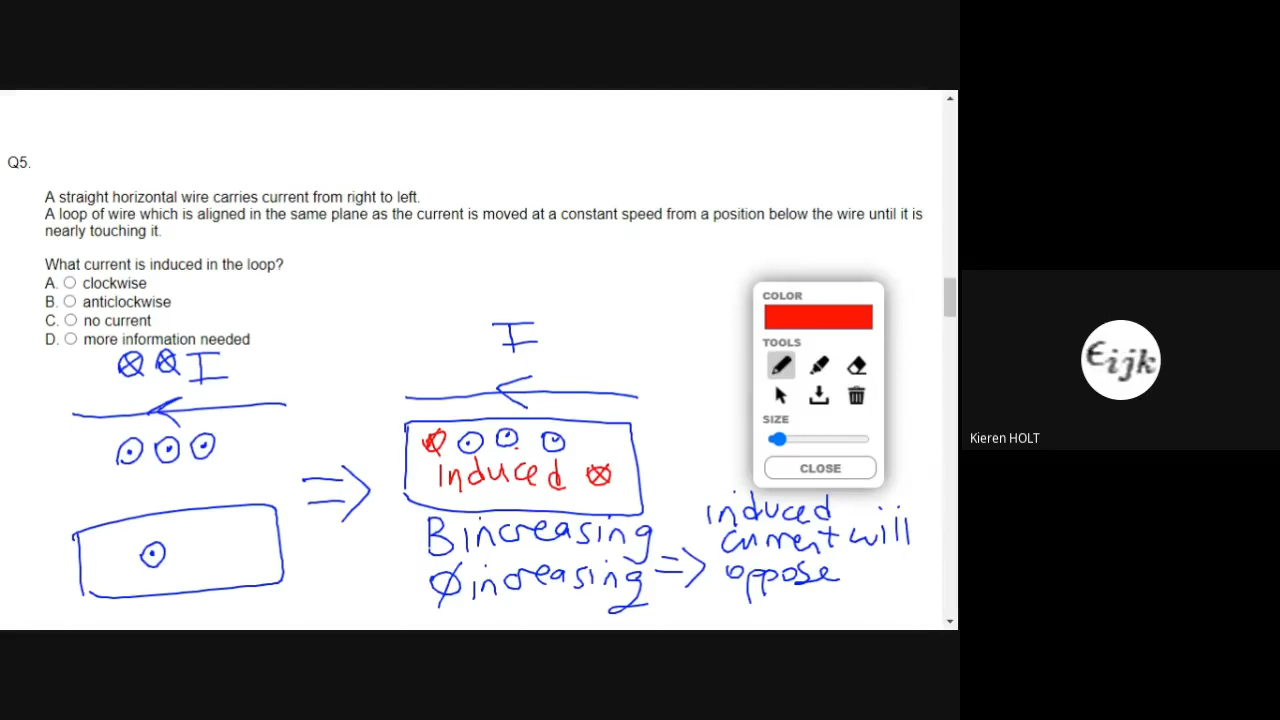 Q5.
A straight horizontal wire carries current from right to left.
A loop of wire which is aligned in the same plane as the current is moved at a constant speed from a position below the wire until it is
nearly touching it.
What current is induced in the loop?
A. clockwise
B. anticlockwise
C. no current
D. more information needed
I
I
Induced
B increasing
Ø increasing
=> induced
current will
oppose
COLOR
TOOLS
SIZE
CLOSE
εijk
Kieren HOLT